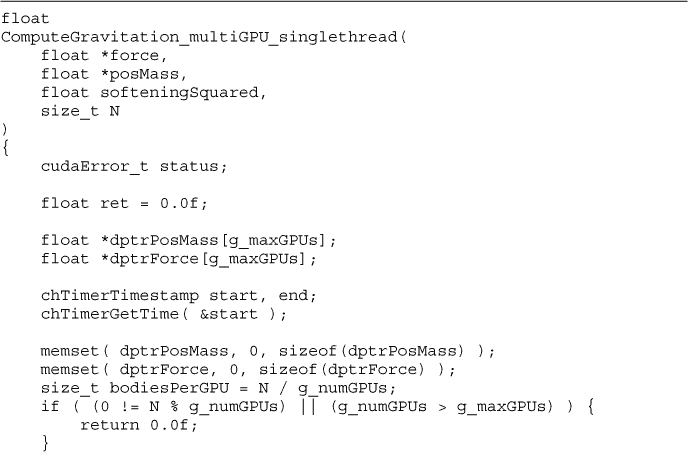 float
ComputeGravitation_multiGPU_singlethread(
    float *force,
    float *posMass,
    float softeningSquared,
    size_t N
)
{
    cudaError_t status;

    float ret = 0.0f;

    float *dptrPosMass[g_maxGPUs];
    float *dptrForce[g_maxGPUs];

    chTimerTimestamp start, end;
    chTimerGetTime( &start );

    memset( dptrPosMass, 0, sizeof(dptrPosMass) );
    memset( dptrForce, 0, sizeof(dptrForce) );
    size_t bodiesPerGPU = N / g_numGPUs;
    if ( (0 != N % g_numGPUs) || (g_numGPUs > g_maxGPUs) ) {
        return 0.0f;
    }